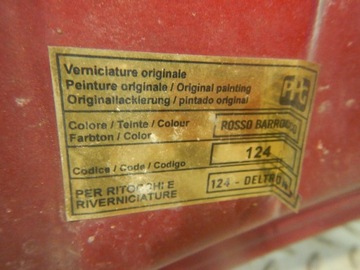 Verniciature originale
Peinture originale / Original painting
Originallackierung / pintado original
PPG
Colore / Teinte / Colour
Farbton / Color
ROSSO BARROCCO
Codice / Code / Codigo
124
PER RITOCCHI E
RIVERNICIATURE
124 - DELTRON